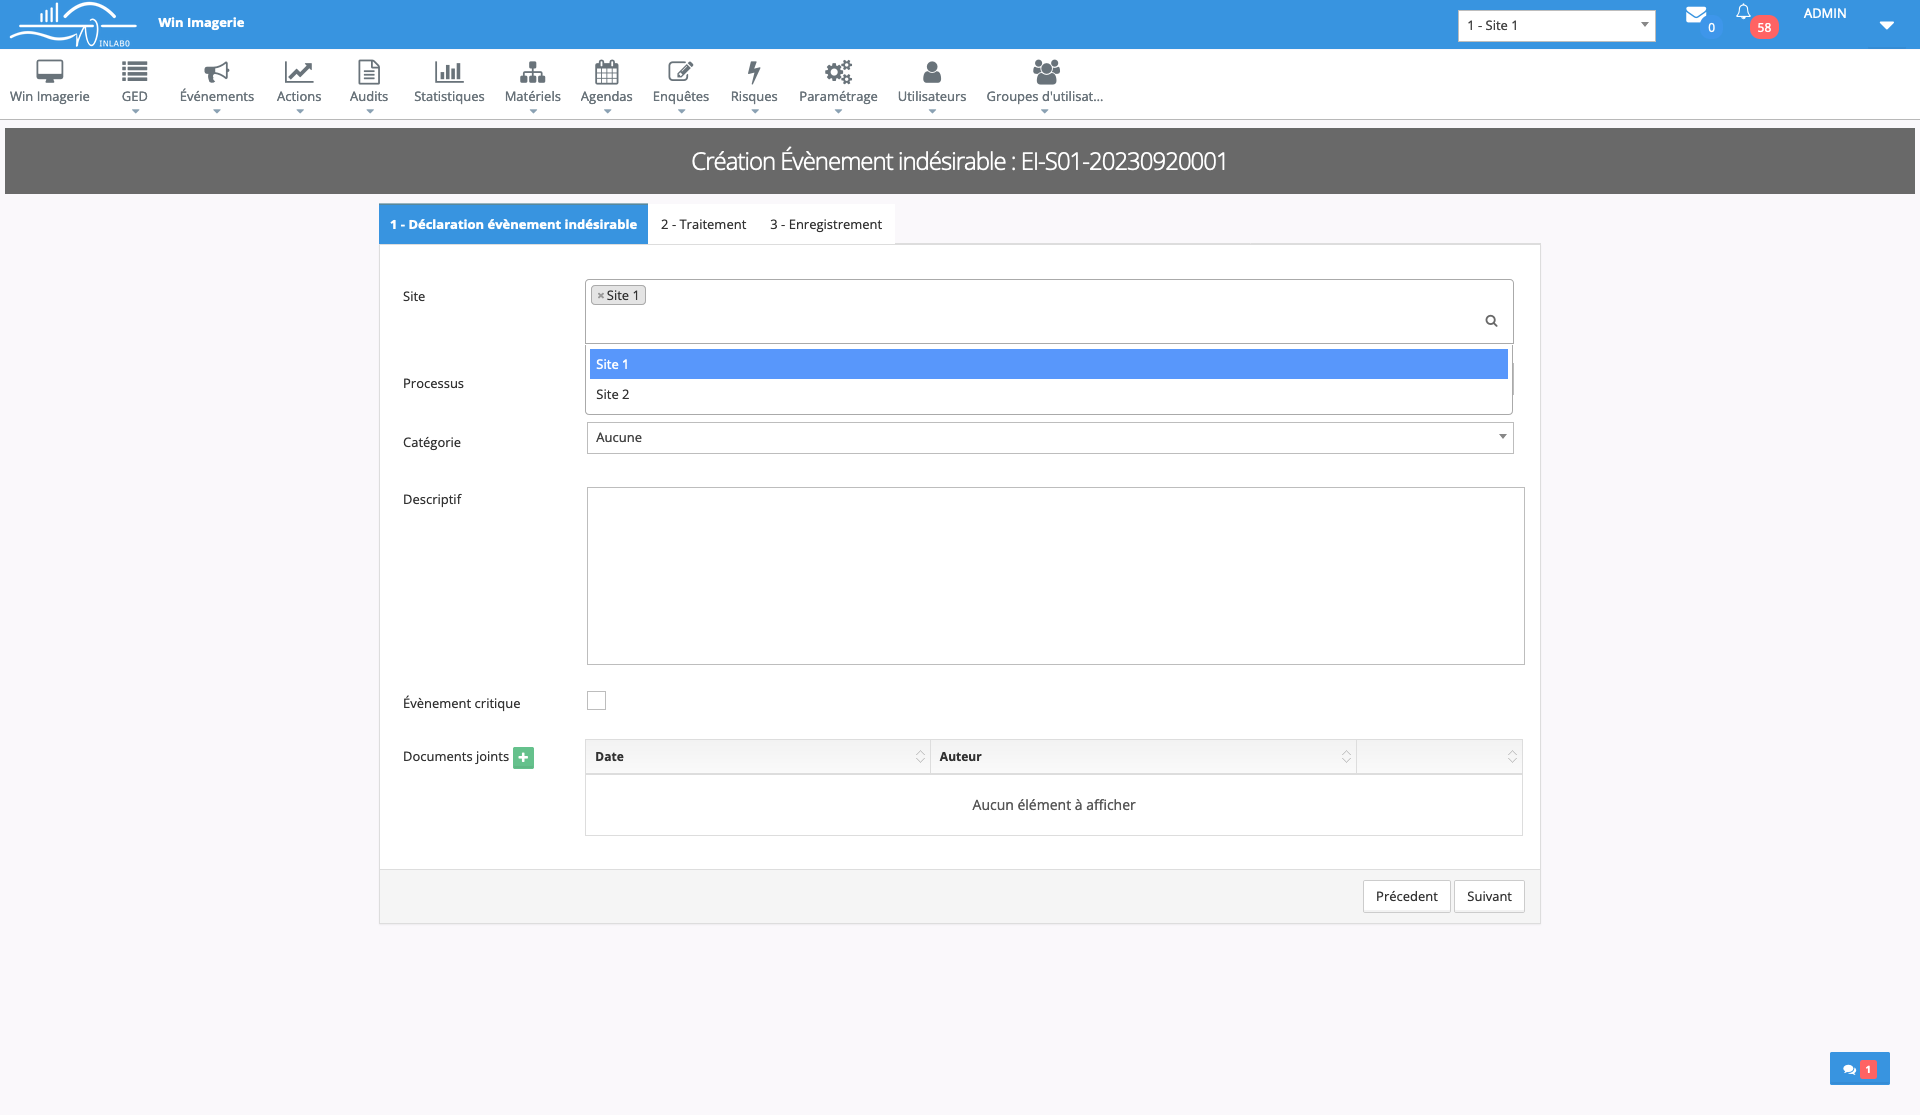 INLAB0
Win Imagerie
1 - Site 1
0
58
ADMIN
Win Imagerie
GED
Événements
Actions
Audits
Statistiques
Matériels
Agendas
Enquêtes
Risques
Paramétrage
Utilisateurs
Groupes d'utilisat...
Création Évènement indésirable : EI-S01-20230920001
1 - Déclaration évènement indésirable
2 - Traitement
3 - Enregistrement
Site
× Site 1
Site 1
Processus
Site 2
Catégorie
Aucune
Descriptif
Évènement critique
Documents joints
Date
Auteur
Aucun élément à afficher
Précedent
Suivant
1